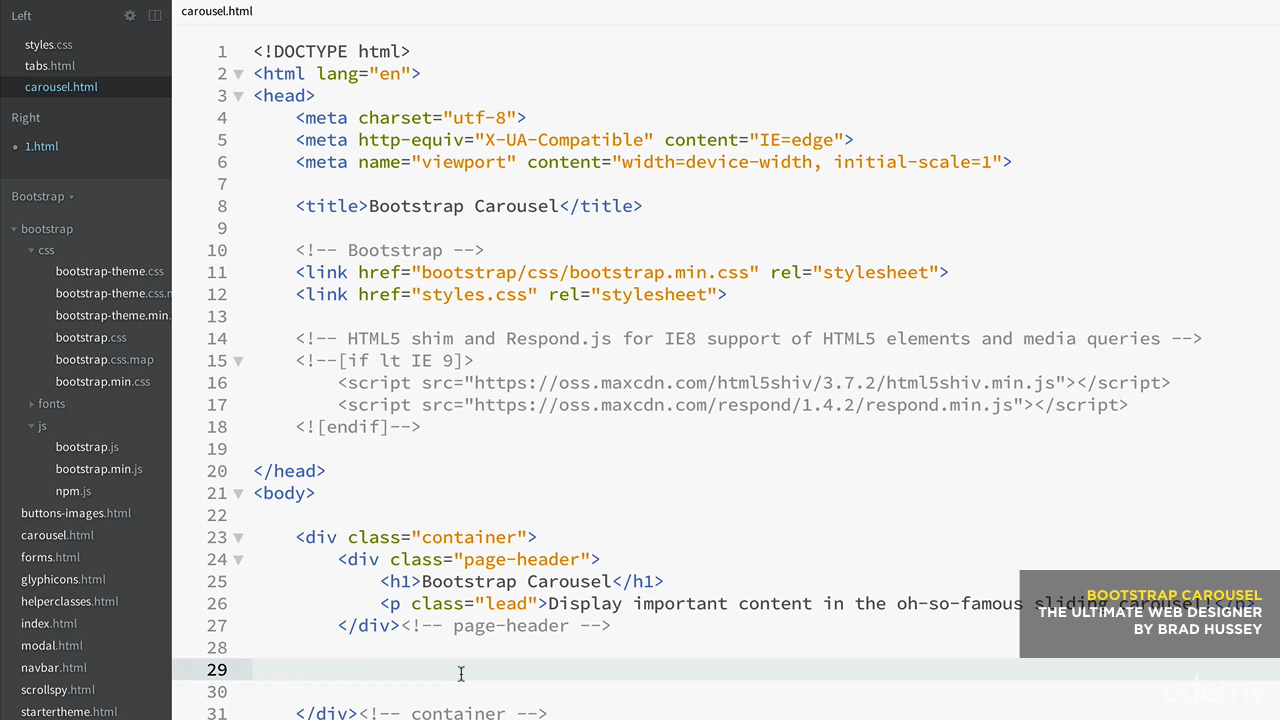 Left
styles.css
tabs.html
carousel.html
Right
1.html
Bootstrap
bootstrap
css
bootstrap-theme.css
bootstrap-theme.css.m
bootstrap-theme.min.
bootstrap.css
bootstrap.css.map
bootstrap.min.css
fonts
js
bootstrap.js
bootstrap.min.js
npm.js
buttons-images.html
carousel.html
forms.html
glyphicons.html
helperclasses.html
index.html
modal.html
navbar.html
scrollspy.html
startertheme.html
carousel.html
1 <!DOCTYPE html>
2 <html lang="en">
3 <head>
4 <meta charset="utf-8">
5 <meta http-equiv="X-UA-Compatible" content="IE=edge">
6 <meta name="viewport" content="width=device-width, initial-scale=1">
7
8 <title>Bootstrap Carousel</title>
9
10 <!-- Bootstrap -->
11 <link href="bootstrap/css/bootstrap.min.css" rel="stylesheet">
12 <link href="styles.css" rel="stylesheet">
13
14 <!-- HTML5 shim and Respond.js for IE8 support of HTML5 elements and media queries -->
15 <!--[if lt IE 9]>
16 <script src="https://oss.maxcdn.com/html5shiv/3.7.2/html5shiv.min.js"></script>
17 <script src="https://oss.maxcdn.com/respond/1.4.2/respond.min.js"></script>
18 <![endif]-->
19
20 </head>
21 <body>
22
23 <div class="container">
24 <div class="page-header">
25 <h1>Bootstrap Carousel</h1>
26 <p class="lead">Display important content in the oh-so-famous sliding carousel!</p>
27 </div><!-- page-header -->
28
29
30
31 </div><!-- container -->
BOOTSTRAP CAROUSEL
THE ULTIMATE WEB DESIGNER
BY BRAD HUSSEY
udemy